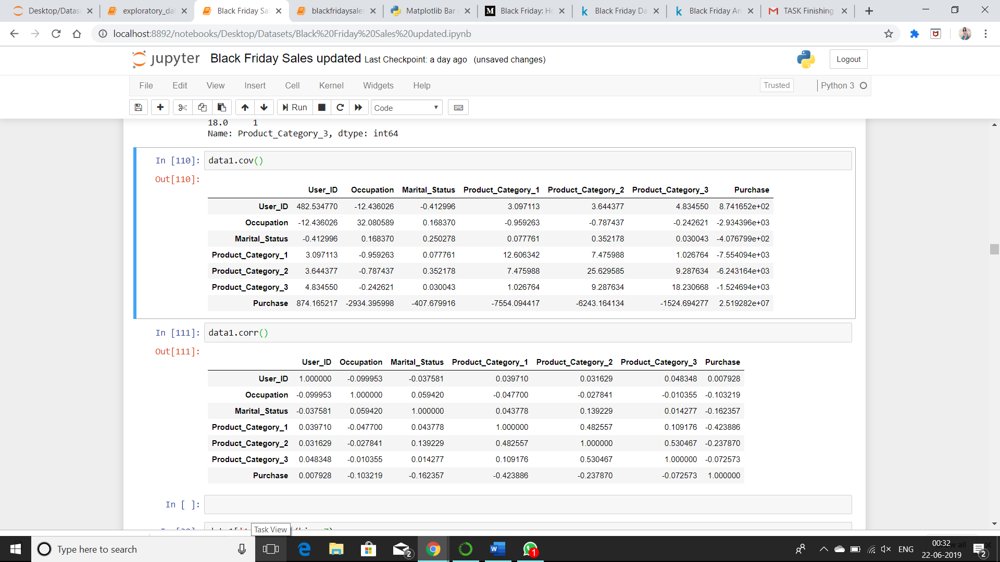 Desktop/Datase
exploratory_dat
Black Friday Sal
blackfridaysales
Matplotlib Bar
Black Friday: Ho
Black Friday Da
Black Friday An
TASK Finishing
localhost:8892/notebooks/Desktop/Datasets/Black%20Friday%20Sales%20updated.ipynb
jupyter Black Friday Sales updated Last Checkpoint: a day ago (unsaved changes)
Logout
File Edit View Insert Cell Kernel Widgets Help
Trusted
Python 3
Run
Code
18.0 1
Name: Product_Category_3, dtype: int64
In [110]: data1.cov()
Out[110]:
User_ID Occupation Marital_Status Product_Category_1 Product_Category_2 Product_Category_3 Purchase
User_ID 482.534770 -12.436026 -0.412996 3.097113 3.644377 4.834550 8.741652e+02
Occupation -12.436026 32.080589 0.168370 -0.959263 -0.787437 -0.242621 -2.934396e+03
Marital_Status -0.412996 0.168370 0.250278 0.077761 0.352178 0.030043 -4.076799e+02
Product_Category_1 3.097113 -0.959263 0.077761 12.606342 7.475988 1.026764 -7.554094e+03
Product_Category_2 3.644377 -0.787437 0.352178 7.475988 25.629585 9.287634 -6.243164e+03
Product_Category_3 4.834550 -0.242621 0.030043 1.026764 9.287634 18.230668 -1.524694e+03
Purchase 874.165217 -2934.395998 -407.679916 -7554.094417 -6243.164134 -1524.694277 2.519282e+07
In [111]: data1.corr()
Out[111]:
User_ID Occupation Marital_Status Product_Category_1 Product_Category_2 Product_Category_3 Purchase
User_ID 1.000000 -0.099953 -0.037581 0.039710 0.031629 0.048348 0.007928
Occupation -0.099953 1.000000 0.059420 -0.047700 -0.027841 -0.010355 -0.103219
Marital_Status -0.037581 0.059420 1.000000 0.043778 0.139229 0.014277 -0.162357
Product_Category_1 0.039710 -0.047700 0.043778 1.000000 0.482557 0.109176 -0.423886
Product_Category_2 0.031629 -0.027841 0.139229 0.482557 1.000000 0.530467 -0.237870
Product_Category_3 0.048348 -0.010355 0.014277 0.109176 0.530467 1.000000 -0.072573
Purchase 0.007928 -0.103219 -0.162357 -0.423886 -0.237870 -0.072573 1.000000
In [ ]:
Task View
Type here to search
2
W
1
ENG
00:32
22-06-2019
2